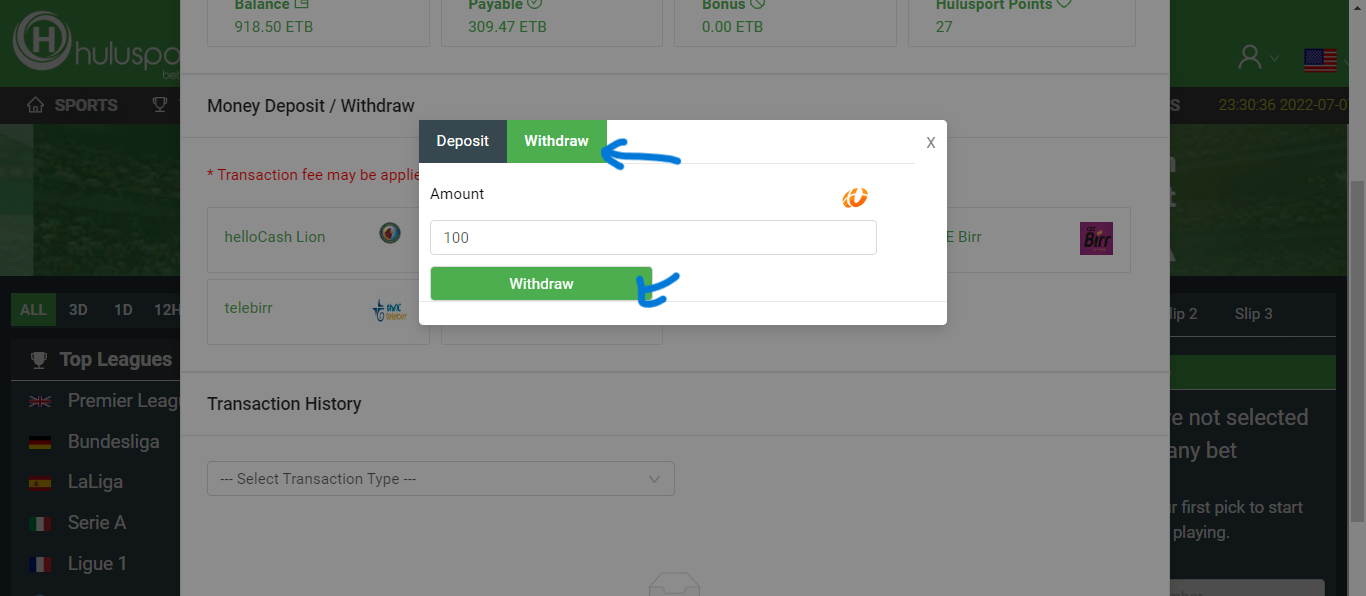 Balance
Payable
Bonus
Hulusport Points
918.50 ETB
309.47 ETB
0.00 ETB
27
H
huluspo
bet
SPORTS
S
23:30:36 2022-07-0
Money Deposit / Withdraw
Deposit
Withdraw
X
* Transaction fee may be applie
Amount
100
Withdraw
helloCash Lion
E Birr
Birr
telebirr
ALL
3D
1D
12H
lip 2
Slip 3
Top Leagues
Premier Leag
Bundesliga
LaLiga
Serie A
Ligue 1
Transaction History
--- Select Transaction Type ---
re not selected
any bet
r first pick to start
playing.